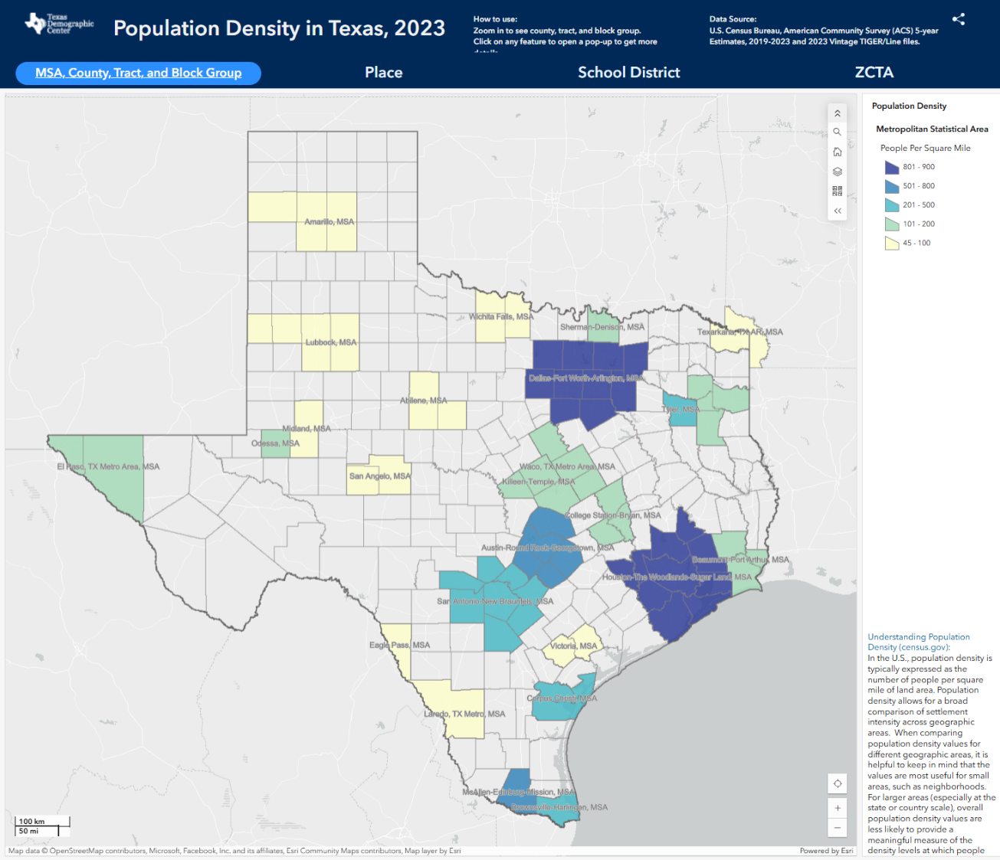 Texas
Demographic
Center
Population Density in Texas, 2023
How to use:
Zoom in to see county, tract, and block group.
Click on any feature to open a pop-up to get more
Data Source:
U.S. Census Bureau, American Community Survey (ACS) 5-year
Estimates, 2019-2023 and 2023 Vintage TIGER/Line files.
MSA, County, Tract, and Block Group
Place
School District
ZCTA
Amarillo, MSA
Wichita Falls, MSA
Sherman-Denison, MSA
Texarkana, TX-AR, MSA
Lubbock, MSA
Dallas-Fort Worth-Arlington, MSA
Abilene, MSA
Tyler, MSA
Midland, MSA
Odessa, MSA
El Paso, TX Metro Area, MSA
Waco, TX Metro Area, MSA
San Angelo, MSA
Killeen-Temple, MSA
College Station-Bryan, MSA
Austin-Round Rock-Georgetown, MSA
Beaumont-Port Arthur, MSA
Houston-The Woodlands-Sugar Land, MSA
San Antonio-New Braunfels, MSA
Eagle Pass, MSA
Victoria, MSA
Corpus Christi, MSA
Laredo, TX Metro, MSA
McAllen-Edinburg-Mission, MSA
Brownsville-Harlingen, MSA
100 km
50 mi
Map data © OpenStreetMap contributors, Microsoft, Facebook, Inc. and its affiliates, Esri Community Maps contributors, Map layer by Esri
Powered by Esri
Population Density
Metropolitan Statistical Area
People Per Square Mile
801 - 900
501 - 800
201 - 500
101 - 200
45 - 100
Understanding Population
Density (census.gov):
In the U.S., population density is
typically expressed as the
number of people per square
mile of land area. Population
density allows for a broad
comparison of settlement
intensity across geographic
areas. When comparing
population density values for
different geographic areas, it is
helpful to keep in mind that the
values are most useful for small
areas, such as neighborhoods.
For larger areas (especially at the
state or country scale), overall
population density values are
less likely to provide a
meaningful measure of the
density levels at which people